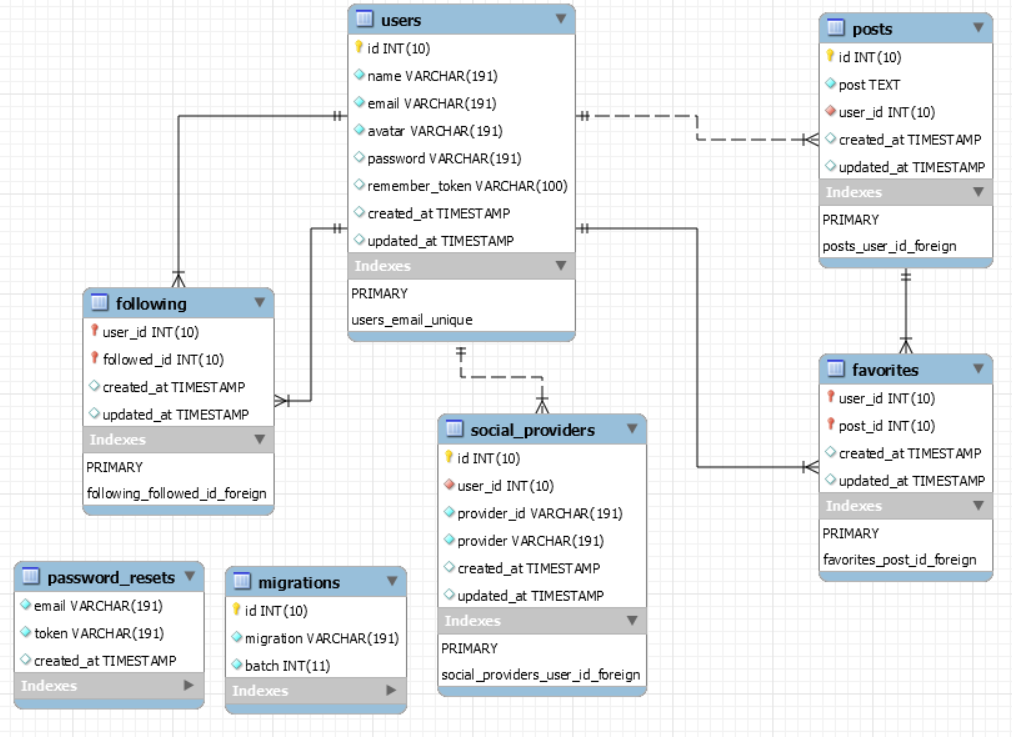 users
id INT(10)
name VARCHAR(191)
email VARCHAR(191)
avatar VARCHAR(191)
password VARCHAR(191)
remember_token VARCHAR(100)
created_at TIMESTAMP
updated_at TIMESTAMP
Indexes
PRIMARY
users_email_unique
posts
id INT(10)
post TEXT
user_id INT(10)
created_at TIMESTAMP
updated_at TIMESTAMP
Indexes
PRIMARY
posts_user_id_foreign
following
user_id INT(10)
followed_id INT(10)
created_at TIMESTAMP
updated_at TIMESTAMP
Indexes
PRIMARY
following_followed_id_foreign
favorites
user_id INT(10)
post_id INT(10)
created_at TIMESTAMP
updated_at TIMESTAMP
Indexes
PRIMARY
favorites_post_id_foreign
social_providers
id INT(10)
user_id INT(10)
provider_id VARCHAR(191)
provider VARCHAR(191)
created_at TIMESTAMP
updated_at TIMESTAMP
Indexes
PRIMARY
social_providers_user_id_foreign
password_resets
email VARCHAR(191)
token VARCHAR(191)
created_at TIMESTAMP
Indexes
migrations
id INT(10)
migration VARCHAR(191)
batch INT(11)
Indexes